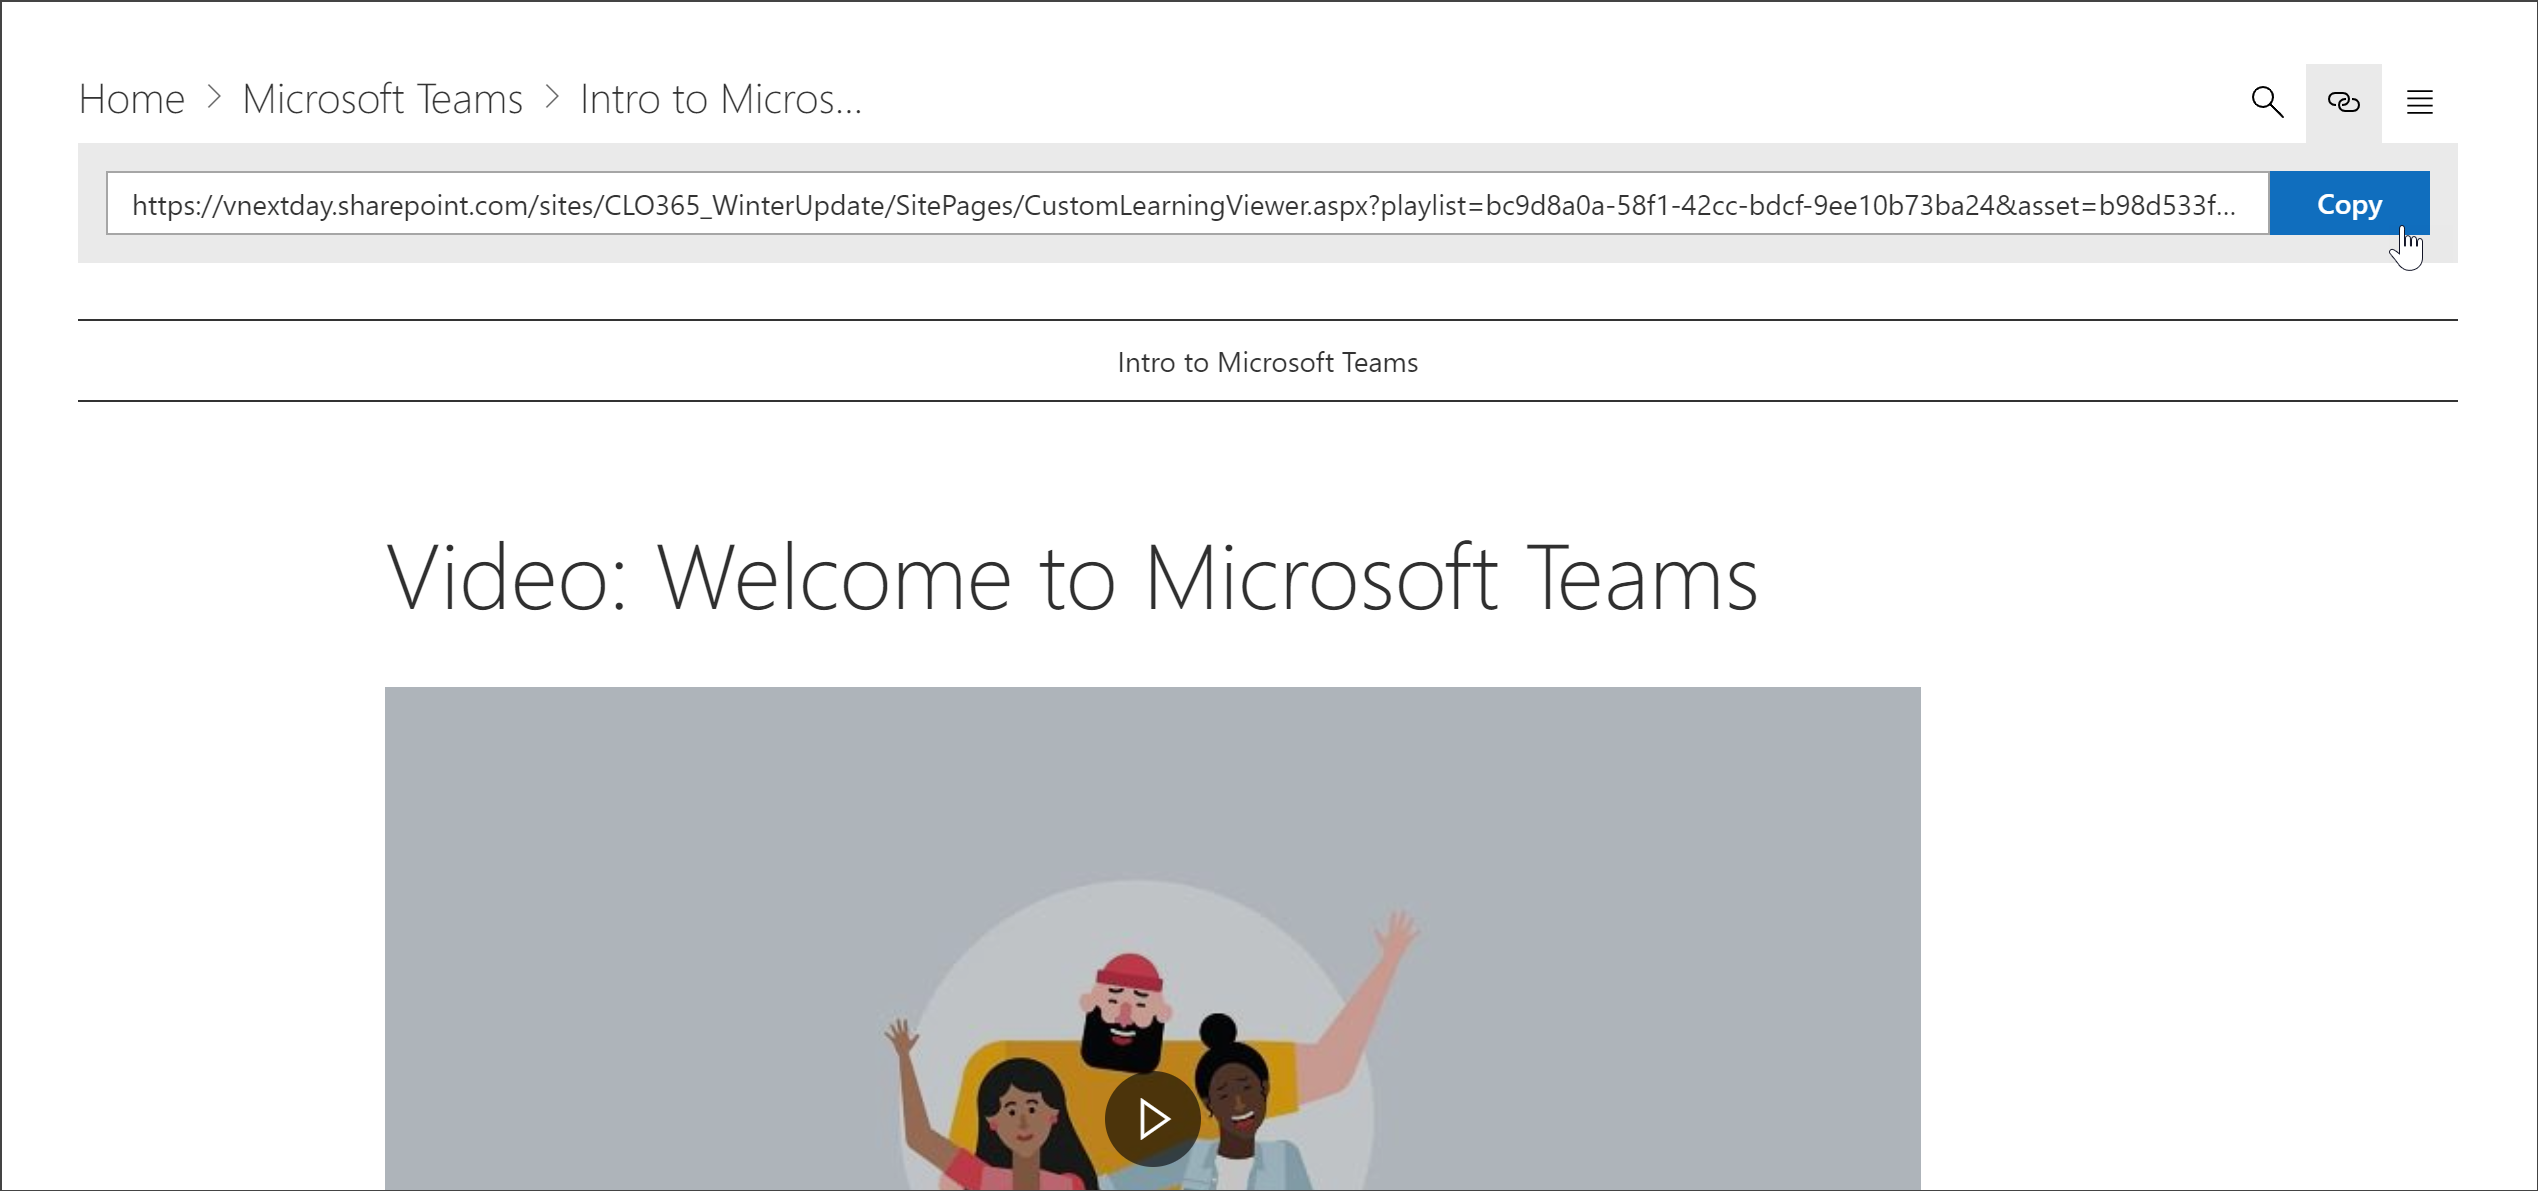 Home > Microsoft Teams > Intro to Micros...
https://vnextday.sharepoint.com/sites/CLO365_WinterUpdate/SitePages/CustomLearningViewer.aspx?playlist=bc9d8a0a-58f1-42cc-bdcf-9ee10b73ba24&asset=b98d533f...
Copy
Intro to Microsoft Teams
Video: Welcome to Microsoft Teams